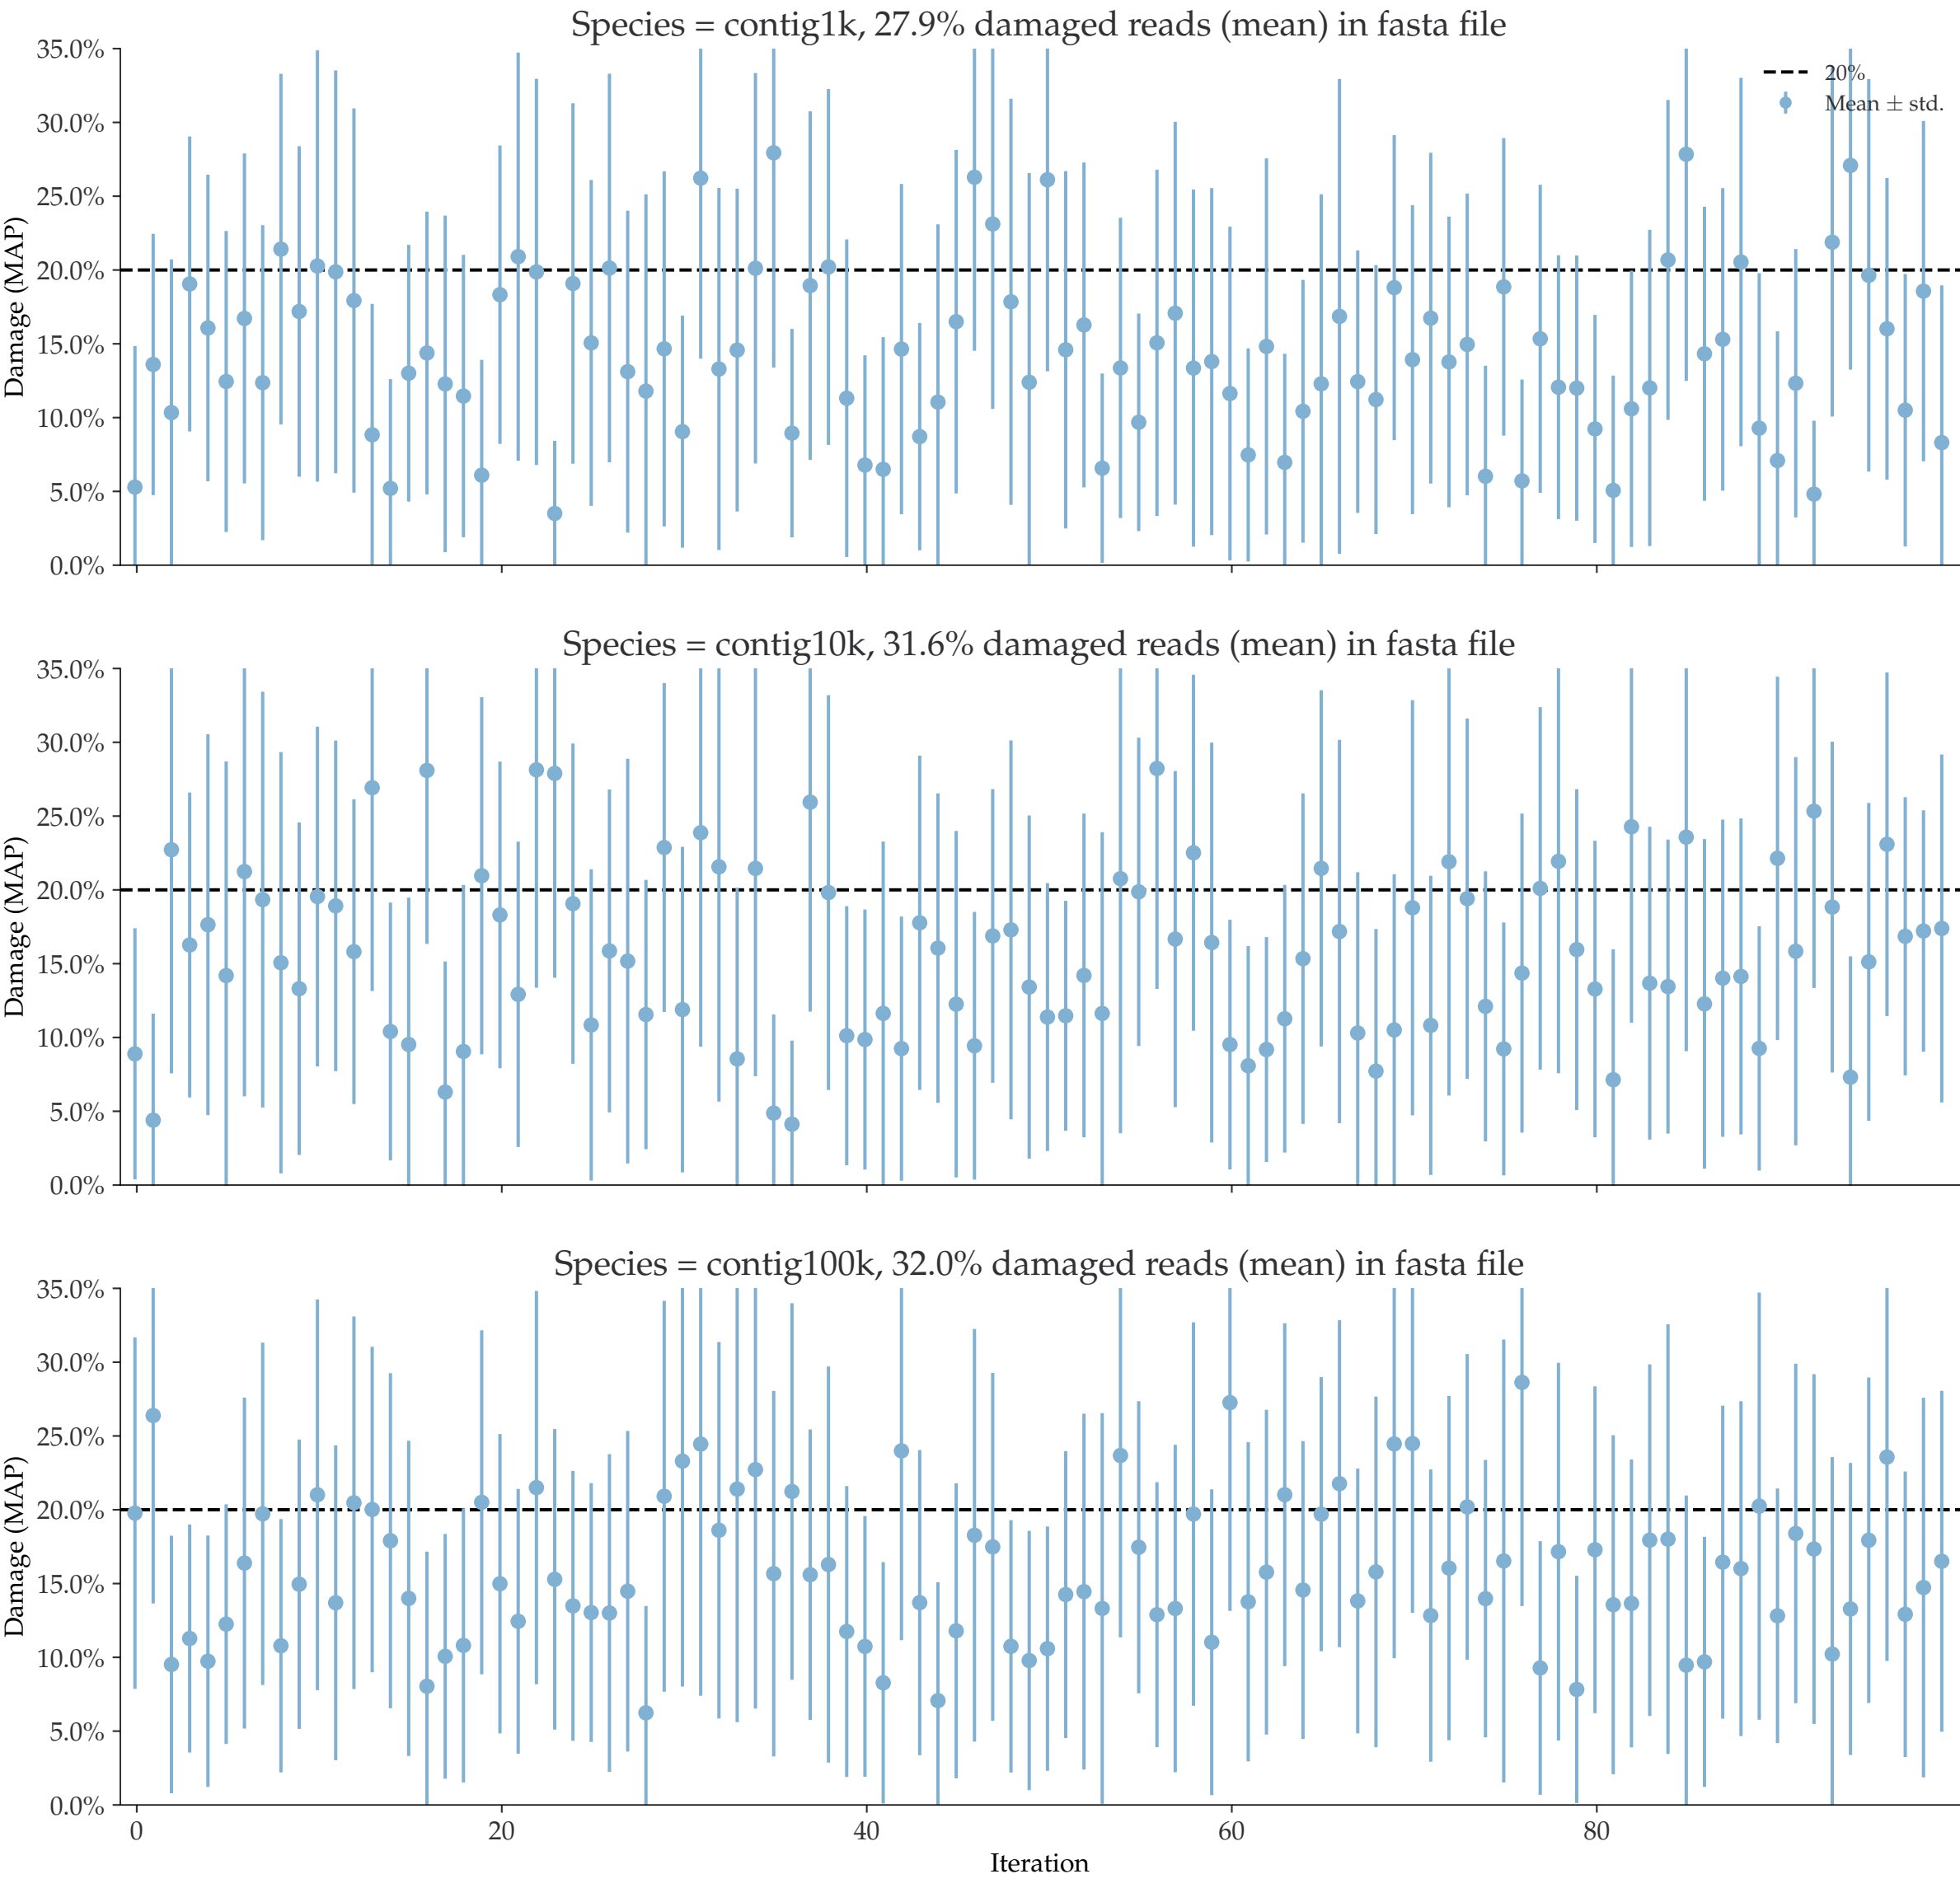 Species = contig1k, 27.9% damaged reads (mean) in fasta file
35.0%
30.0%
25.0%
20.0%
15.0%
10.0%
5.0%
0.0%
Damage (MAP)
20%
Mean ± std.
Species = contig10k, 31.6% damaged reads (mean) in fasta file
35.0%
30.0%
25.0%
20.0%
15.0%
10.0%
5.0%
0.0%
Damage (MAP)
Species = contig100k, 32.0% damaged reads (mean) in fasta file
35.0%
30.0%
25.0%
20.0%
15.0%
10.0%
5.0%
0.0%
Damage (MAP)
0 20 40 60 80
Iteration